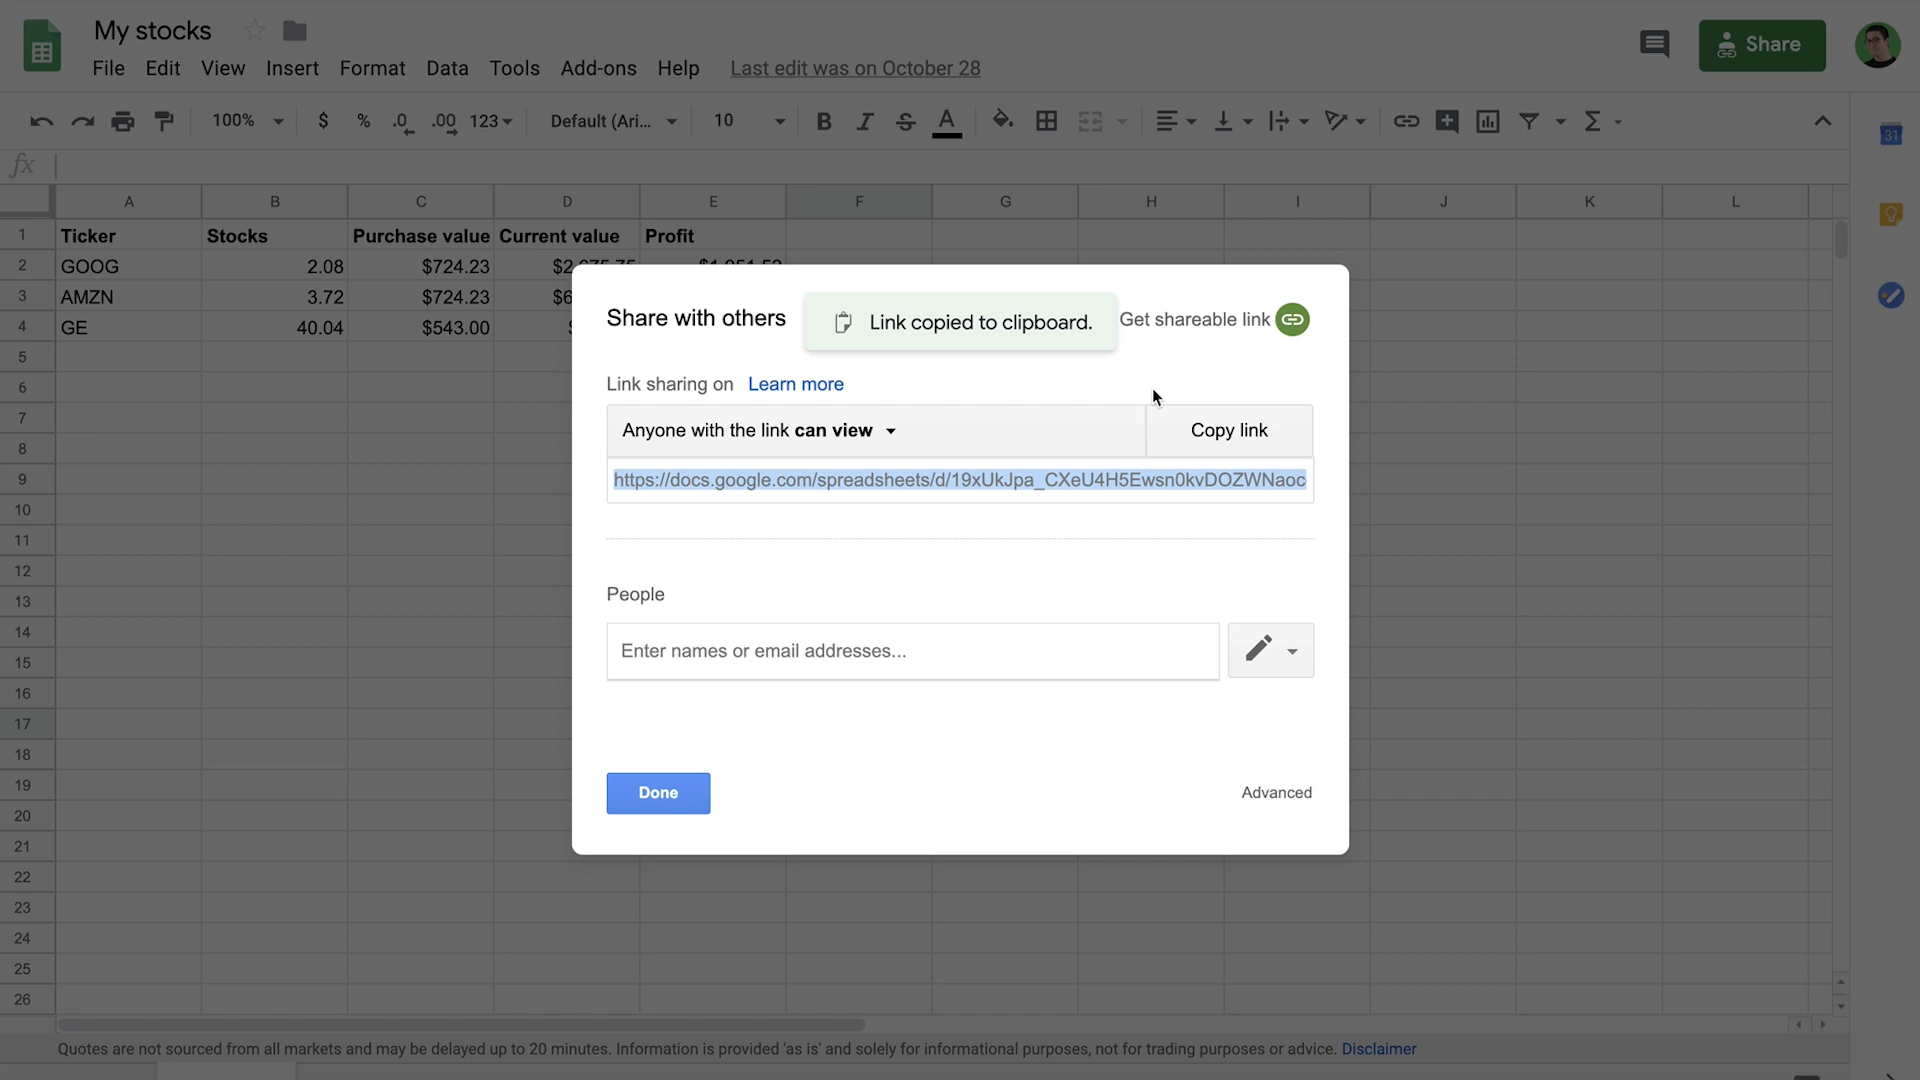 My stocks
Share
File Edit View Insert Format Data Tools Add-ons Help Last edit was on October 28
100% $ % .0 .00 123 Default (Ari... 10 B I S A
31
fx
A B C D E F G H I J K L
1 Ticker Stocks Purchase value Current value Profit
2 GOOG 2.08 $724.23
3 AMZN 3.72 $724.23
4 GE 40.04 $543.00
5
6
7
8
9
10
11
12
13
14
15
16
17
18
19
20
21
22
23
24
25
26
Share with others
Link copied to clipboard.
Get shareable link
Link sharing on Learn more
Anyone with the link can view
Copy link
https://docs.google.com/spreadsheets/d/19xUkJpa_CXeU4H5Ewsn0kvDOZWNaoc
People
Enter names or email addresses...
Done
Advanced
Quotes are not sourced from all markets and may be delayed up to 20 minutes. Information is provided 'as is' and solely for informational purposes, not for trading purposes or advice. Disclaimer